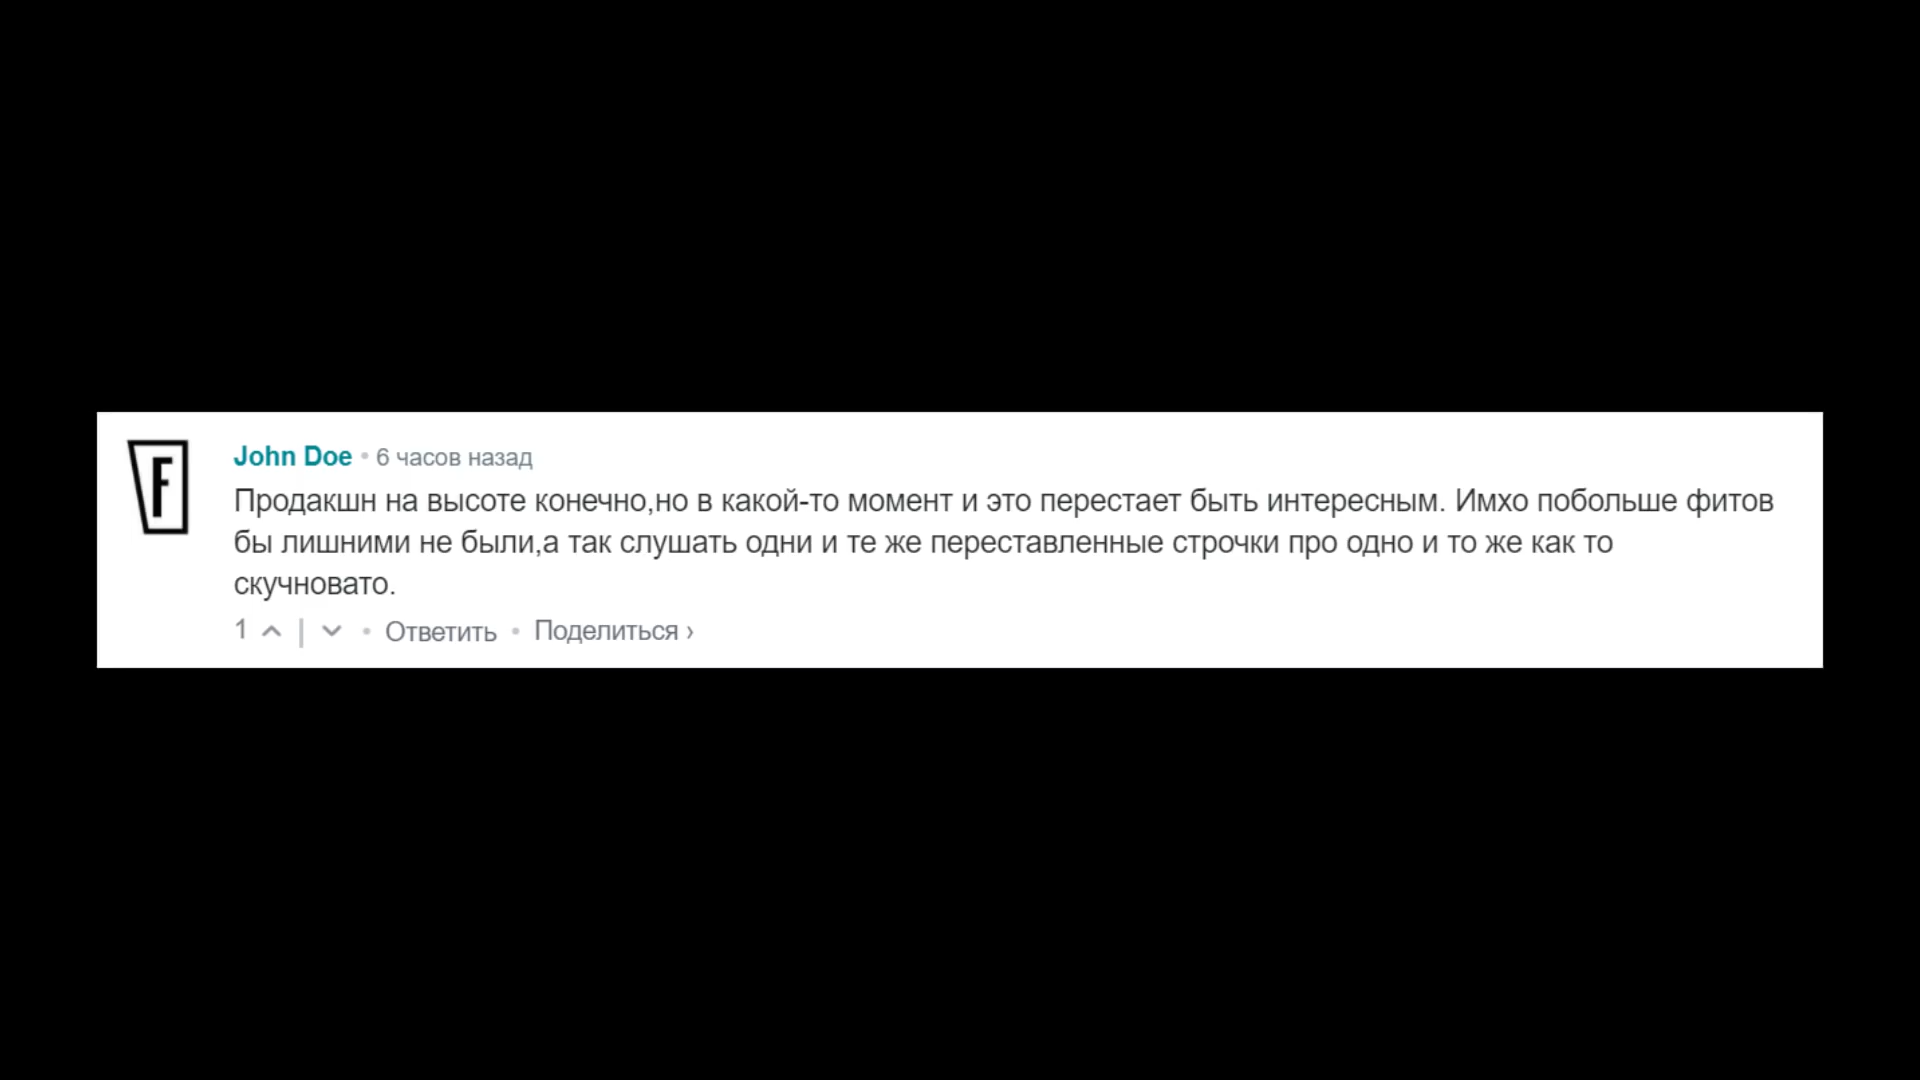 F
John Doe • 6 часов назад
Продакшн на высоте конечно,но в какой-то момент и это перестает быть интересным. Имхо побольше фитов
бы лишними не были,а так слушать одни и те же переставленные строчки про одно и то же как то
скучновато.
1 | • Ответить • Поделиться ›